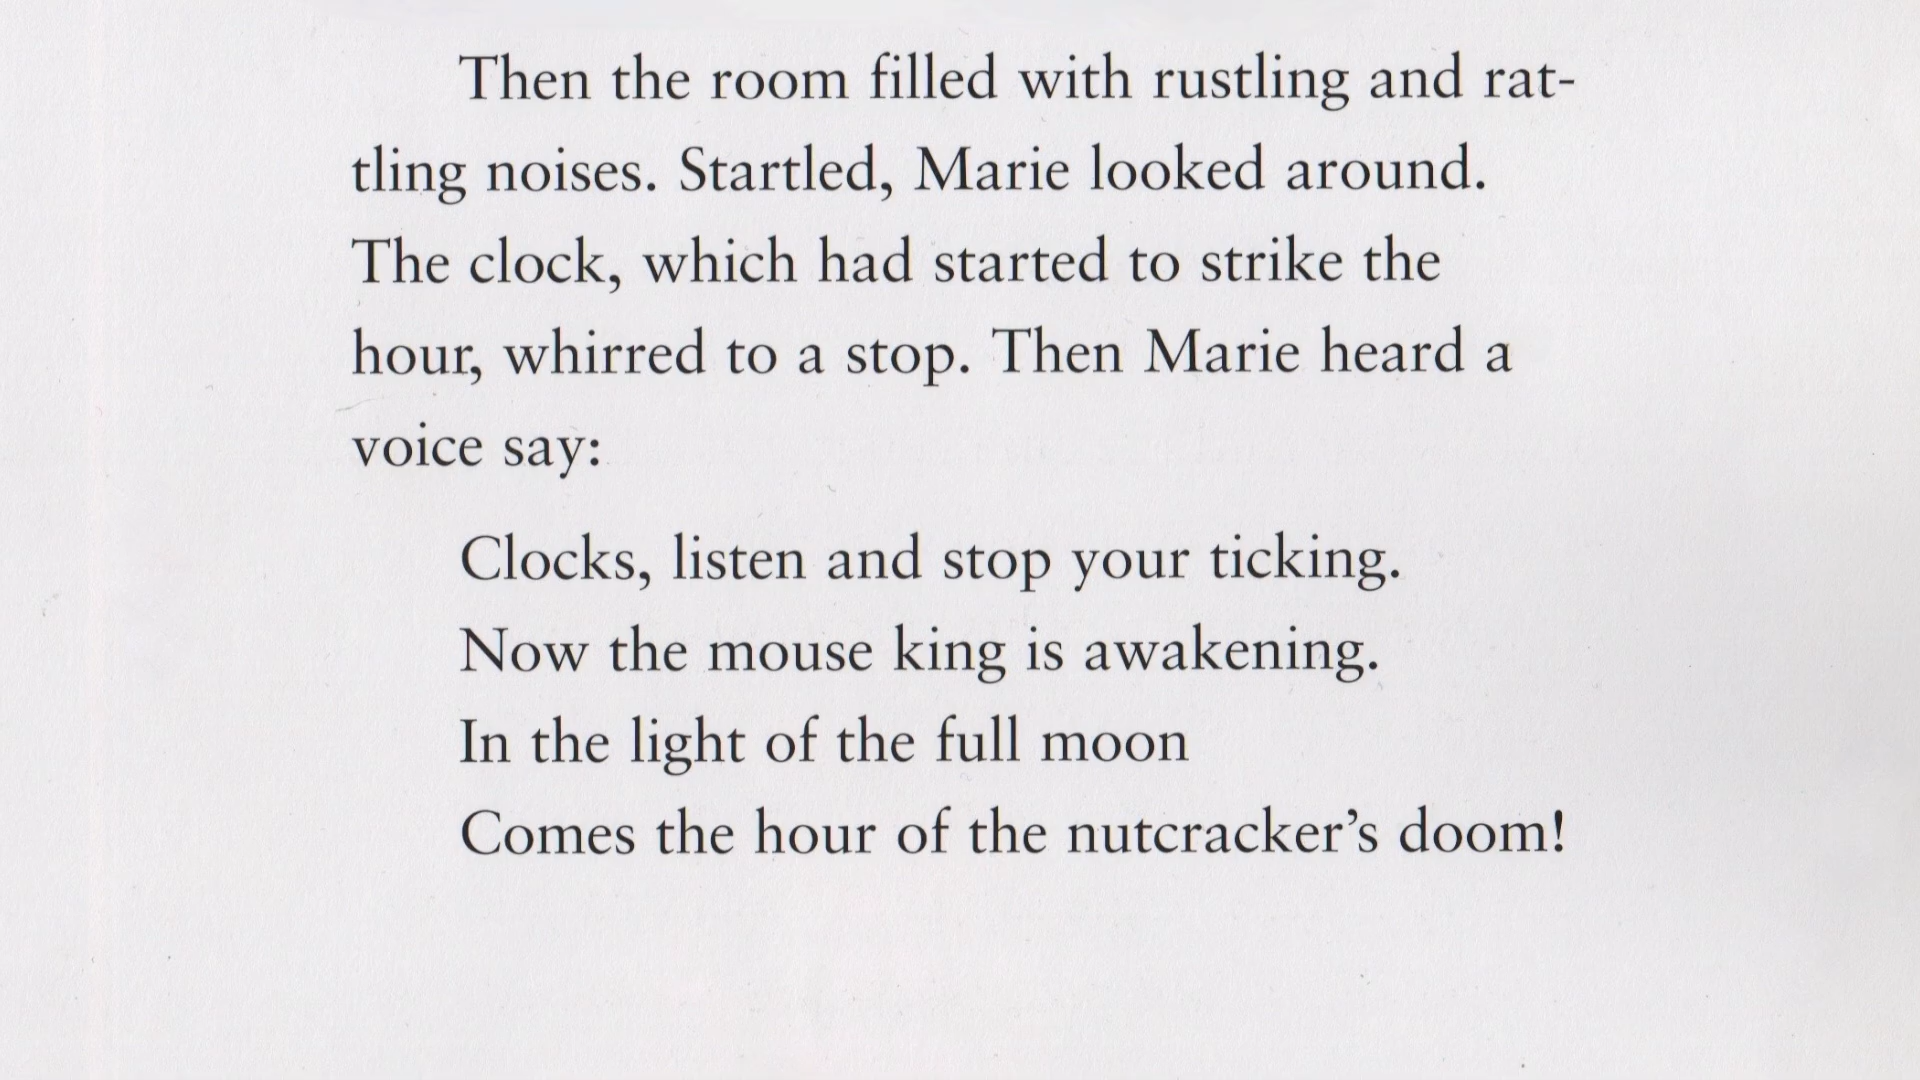 Then the room filled with rustling and rat-
tling noises. Startled, Marie looked around.
The clock, which had started to strike the
hour, whirred to a stop. Then Marie heard a
voice say:
Clocks, listen and stop your ticking.
Now the mouse king is awakening.
In the light of the full moon
Comes the hour of the nutcracker’s doom!